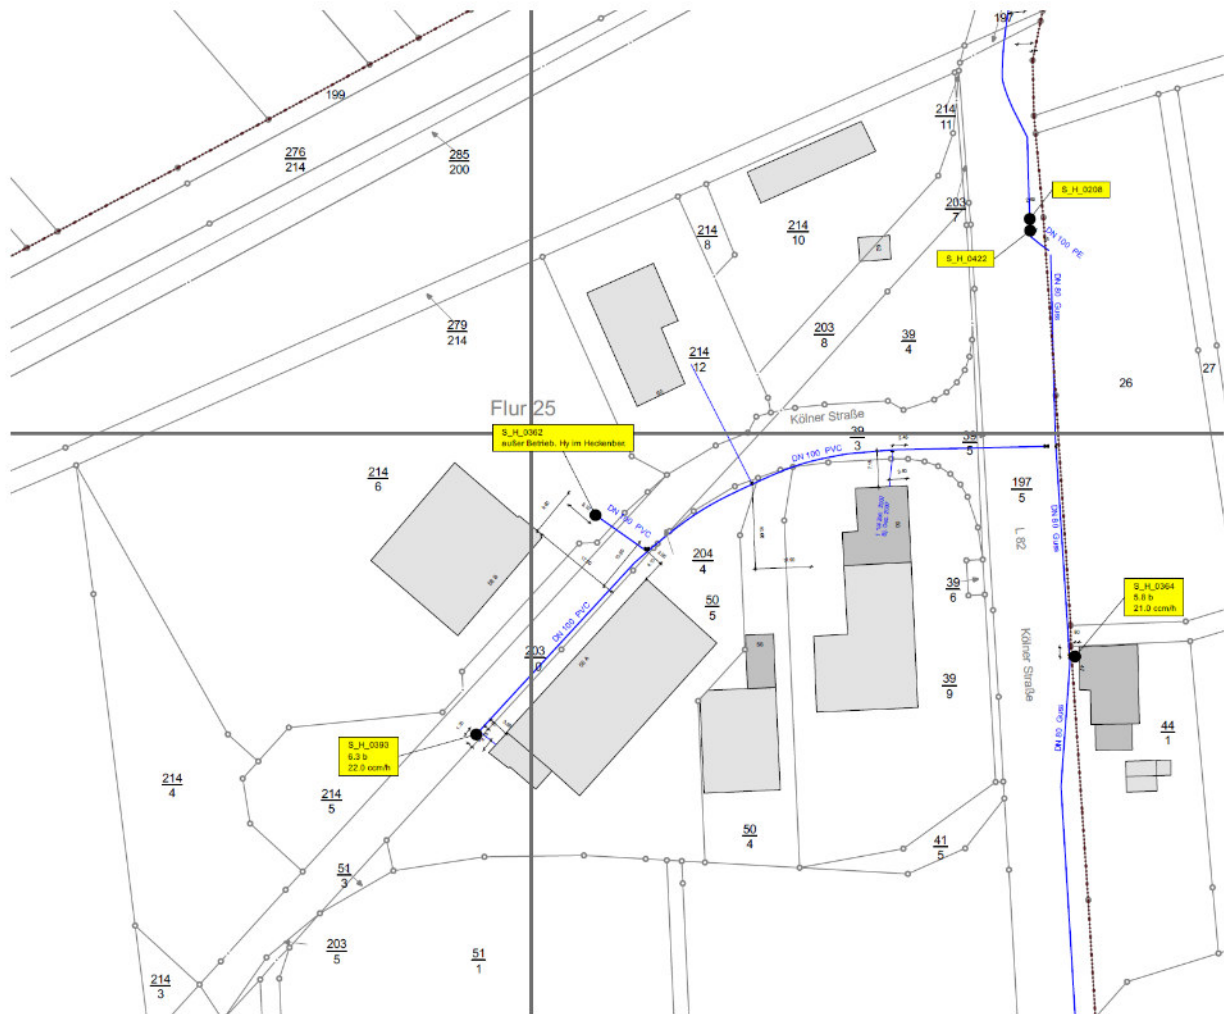 197
199
276
214
285
200
214
11
S_H_0208
203
7
214
8
214
10
DN 100 PE
S_H_0422
DN 80 Guss
279
214
203
8
39
4
214
12
26
27
Flur 25
Kölner Straße
S_H_0362
außer Betrieb. Hy im Heckenber.
39
3
39
5
DN 100 PVC
214
6
197
5
DN 100 PVC
L 82
DN 80 Guss
204
4
39
6
S_H_0364
5.8 b
21.0 ccm/h
50
5
DN 100 PVC
203
Kölner Straße
39
9
58 A
DN 80 Guss
44
1
S_H_0393
6.3 b
22.0 ccm/h
214
4
214
5
50
4
41
5
51
3
203
5
51
1
214
3